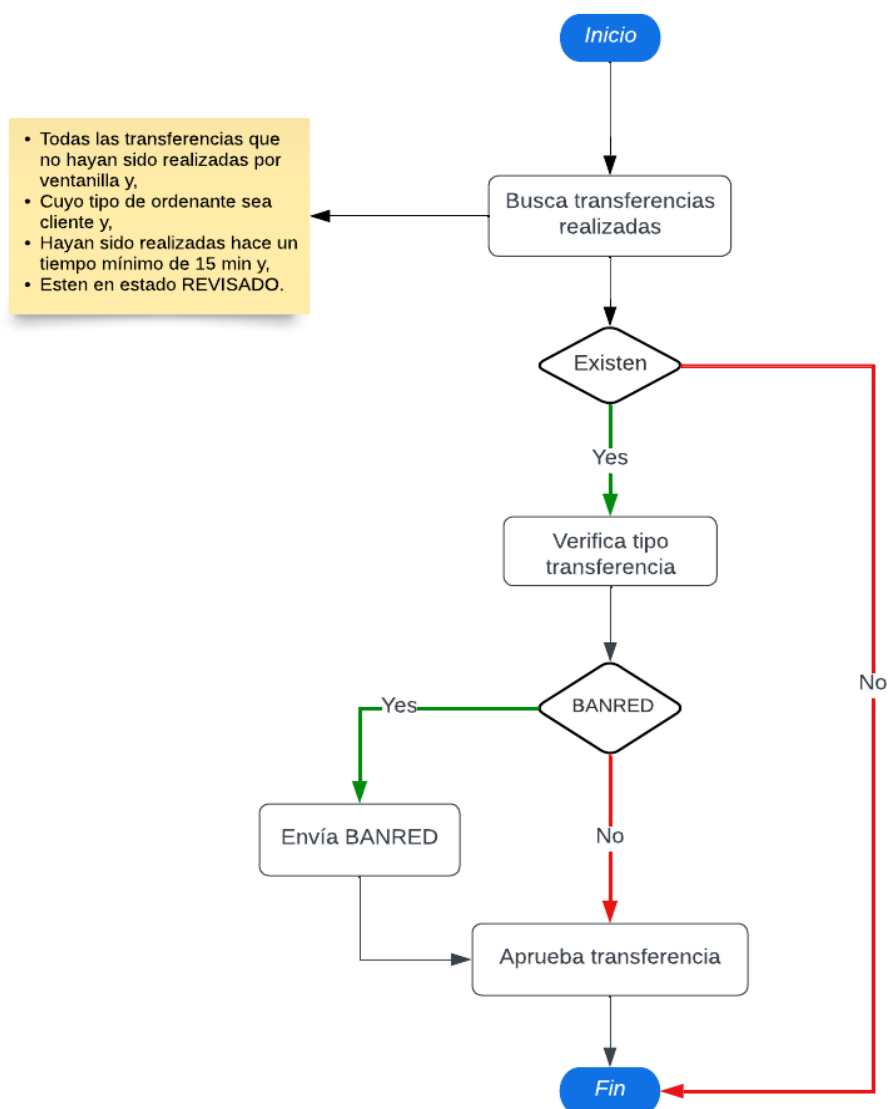 Inicio
• Todas las transferencias que
no hayan sido realizadas por
ventanilla y,
• Cuyo tipo de ordenante sea
cliente y,
• Hayan sido realizadas hace un
tiempo mínimo de 15 min y,
• Esten en estado REVISADO.
Busca transferencias
realizadas
Existen
Yes
Verifica tipo
transferencia
No
BANRED
Yes
Envía BANRED
No
Aprueba transferencia
Fin